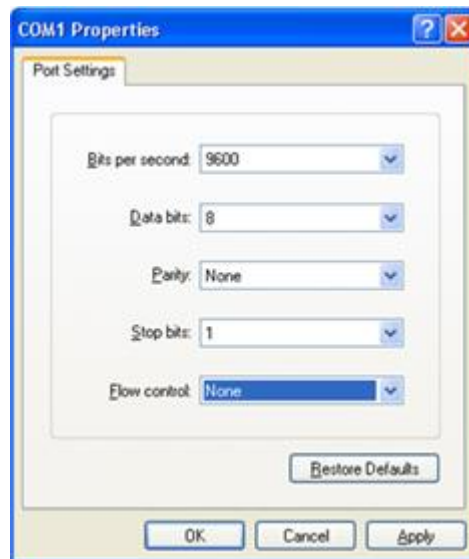 COM1 Properties
Port Settings
Bits per second: 9600
Data bits: 8
Parity: None
Stop bits: 1
Flow control: None
Restore Defaults
OK Cancel Apply